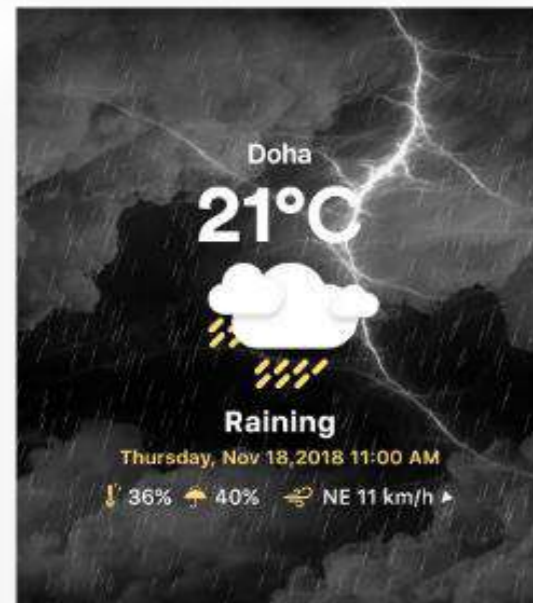 Doha
21°C
Raining
Thursday, Nov 18,2018 11:00 AM
36% 40% NE 11 km/h